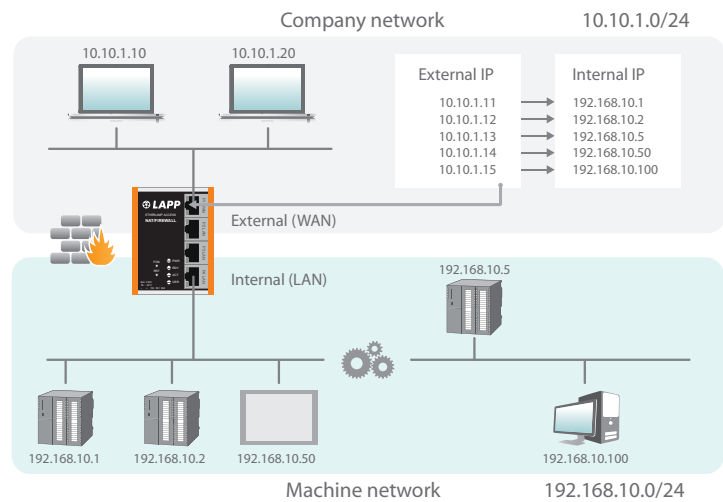 Company network 10.10.1.0/24
10.10.1.10 10.10.1.20
External IP Internal IP
10.10.1.11 192.168.10.1
10.10.1.12 192.168.10.2
10.10.1.13 192.168.10.5
10.10.1.14 192.168.10.50
10.10.1.15 192.168.10.100
LAPP
ETHERLINE ACCESS
NAT/FIREWALL
External (WAN)
Internal (LAN)
192.168.10.5
192.168.10.1 192.168.10.2 192.168.10.50 192.168.10.100
Machine network 192.168.10.0/24